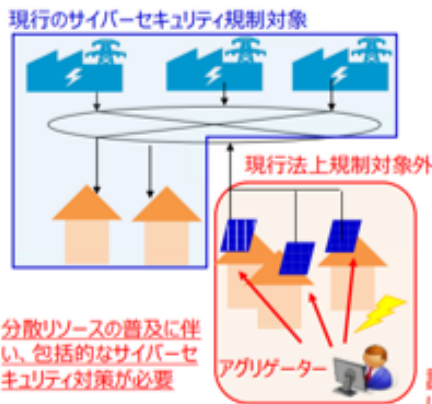 現行のサイバーセキュリティ規制対象
現行法上規制対象外
分散リソースの普及に伴
い、包括的なサイバーセ
キュリティ対策が必要
アグリゲーター